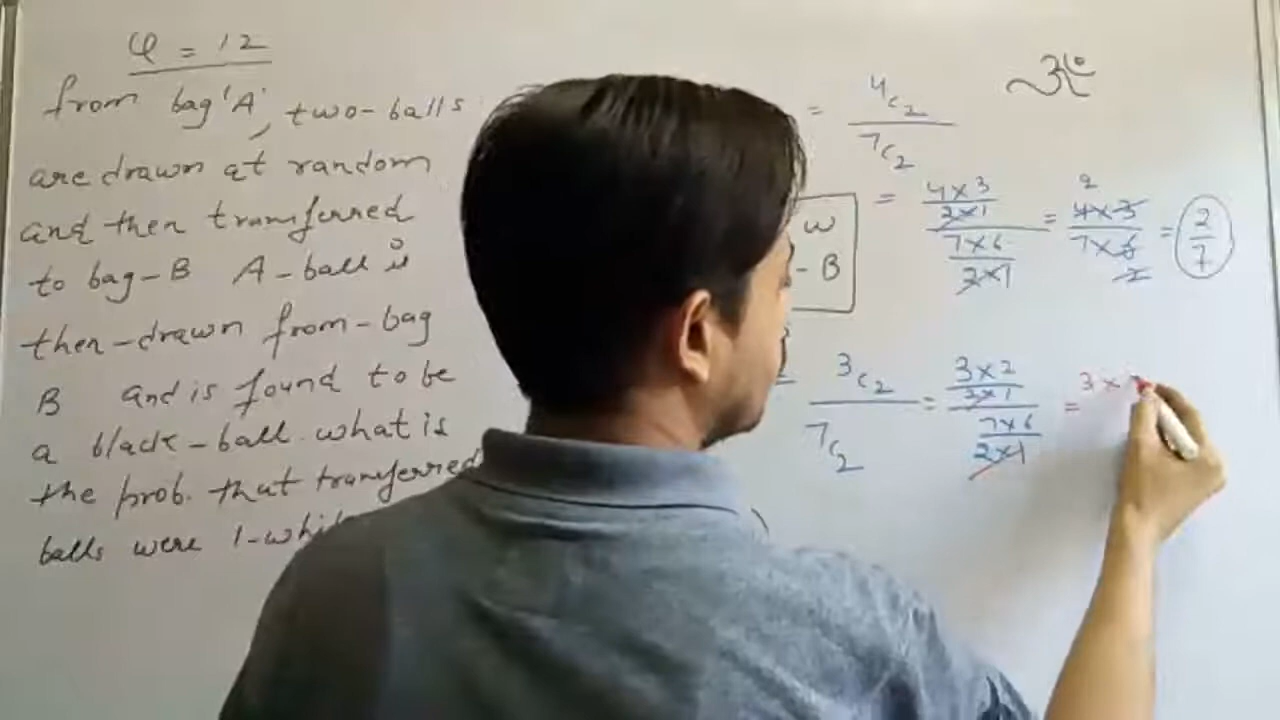 Q = 12
from bag 'A', two-balls
are drawn at random
and then transferred
to bag-B A-ball is
then-drawn from-bag
B and is found to be
a black-ball. what is
the prob. that transferred
balls were 1-whi
= 4c2 / 7c2
= (4×3 / 2×1) / (7×6 / 2×1) = 4×3 / 7×6 = 2/7
w
- B
3c2 / 7c2 = (3×2 / 2×1) / (7×6 / 2×1) = 3×